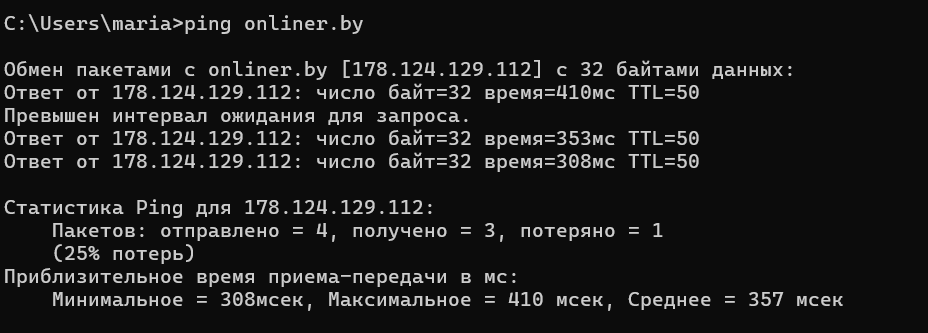 C:\Users\maria>ping onliner.by
Обмен пакетами с onliner.by [178.124.129.112] с 32 байтами данных:
Ответ от 178.124.129.112: число байт=32 время=410мс TTL=50
Превышен интервал ожидания для запроса.
Ответ от 178.124.129.112: число байт=32 время=353мс TTL=50
Ответ от 178.124.129.112: число байт=32 время=308мс TTL=50
Статистика Ping для 178.124.129.112:
    Пакетов: отправлено = 4, получено = 3, потеряно = 1
    (25% потерь)
Приблизительное время приема-передачи в мс:
    Минимальное = 308мсек, Максимальное = 410 мсек, Среднее = 357 мсек